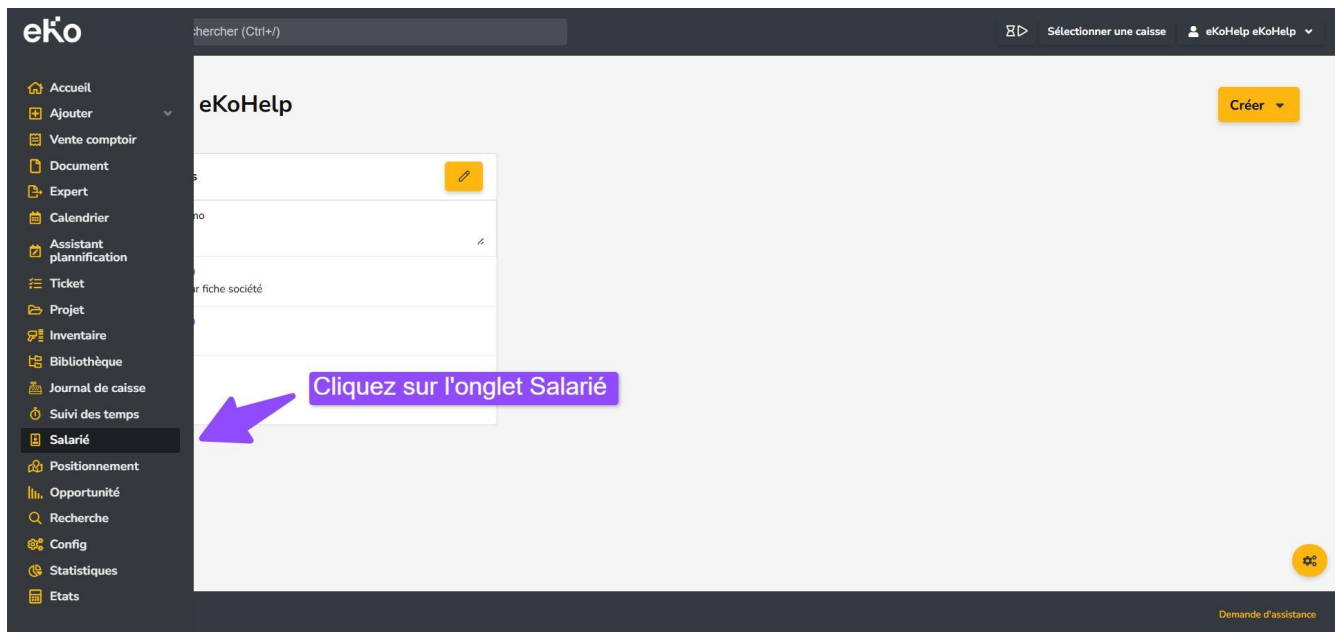 eKo
chercher (Ctrl+/)
Sélectionner une caisse
eKoHelp eKoHelp
Accueil
Ajouter
Vente comptoir
Document
Expert
Calendrier
Assistant
plannification
Ticket
Projet
Inventaire
Bibliothèque
Journal de caisse
Suivi des temps
Salarié
Positionnement
Opportunité
Recherche
Config
Statistiques
Etats
eKoHelp
Créer
fiche société
Cliquez sur l'onglet Salarié
Demande d'assistance